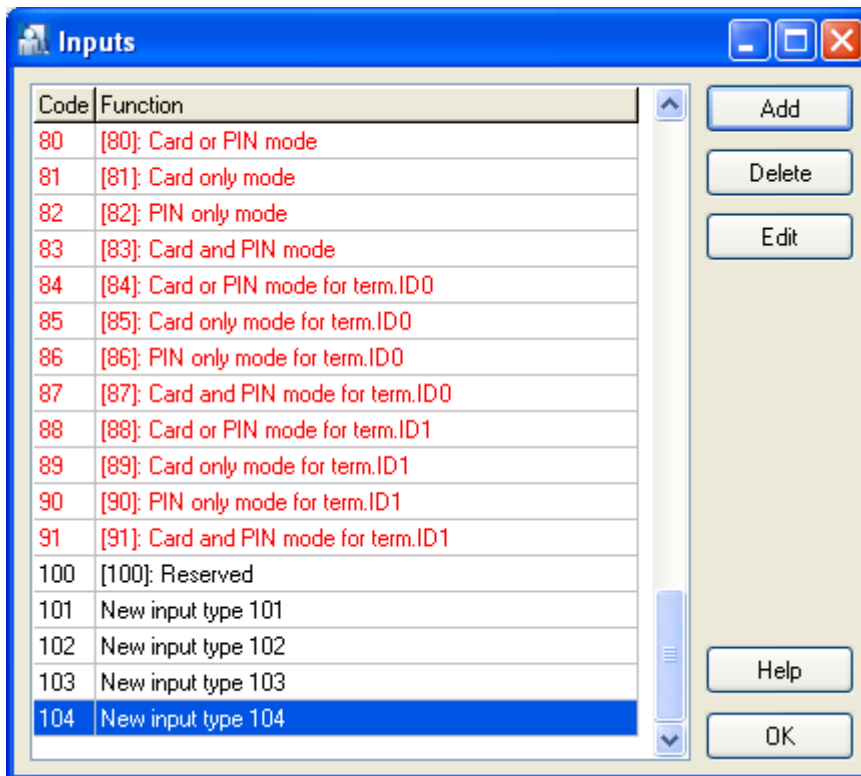 Inputs
Code Function
80 [80]: Card or PIN mode
81 [81]: Card only mode
82 [82]: PIN only mode
83 [83]: Card and PIN mode
84 [84]: Card or PIN mode for term.ID0
85 [85]: Card only mode for term.ID0
86 [86]: PIN only mode for term.ID0
87 [87]: Card and PIN mode for term.ID0
88 [88]: Card or PIN mode for term.ID1
89 [89]: Card only mode for term.ID1
90 [90]: PIN only mode for term.ID1
91 [91]: Card and PIN mode for term.ID1
100 [100]: Reserved
101 New input type 101
102 New input type 102
103 New input type 103
104 New input type 104
Add
Delete
Edit
Help
OK